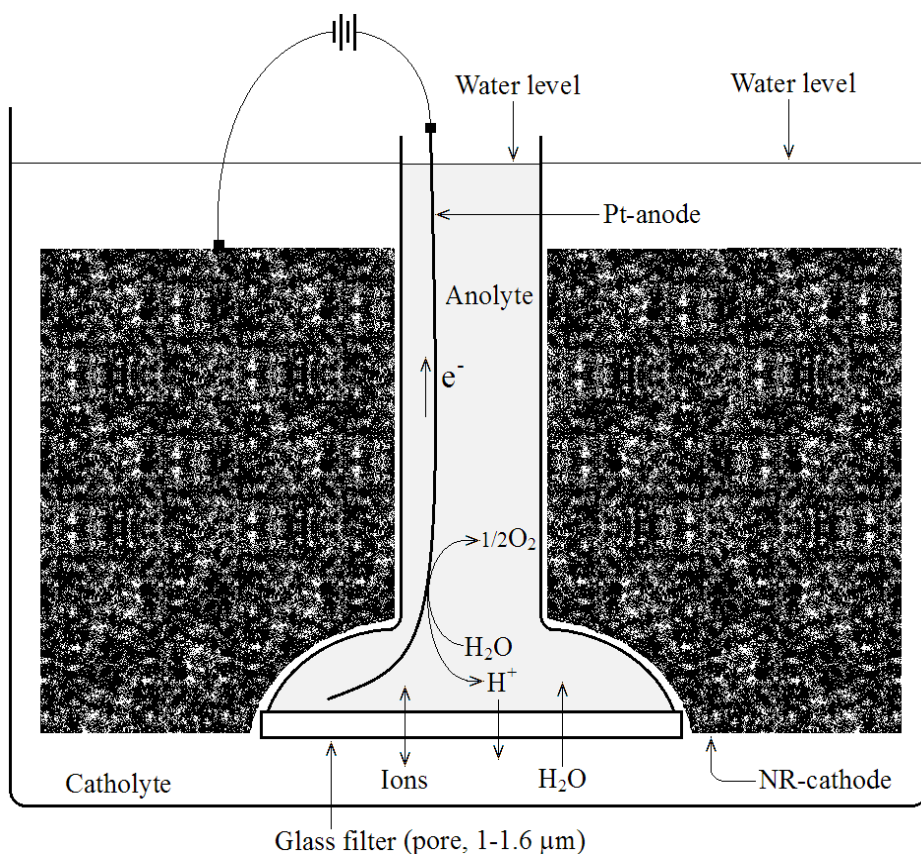 Water level
Water level
Pt-anode
Anolyte
e⁻
1/2O₂
H₂O
H⁺
Catholyte
Ions
H₂O
NR-cathode
Glass filter (pore, 1-1.6 µm)